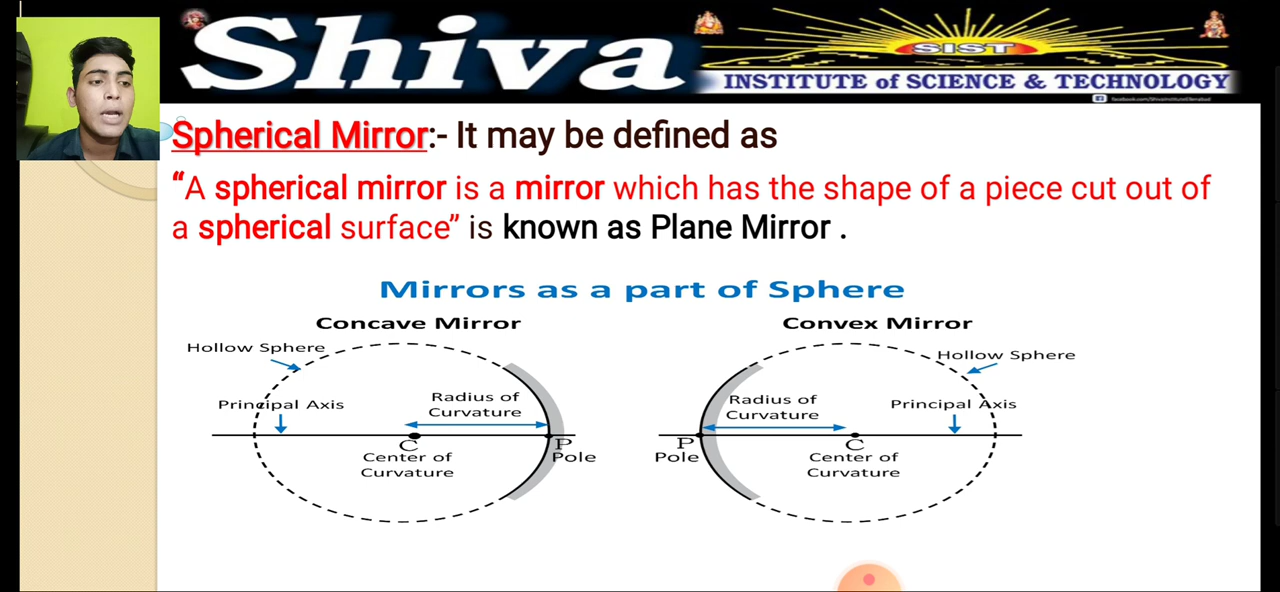 Shiva
SIST
INSTITUTE of SCIENCE & TECHNOLOGY
Spherical Mirror:- It may be defined as
“A spherical mirror is a mirror which has the shape of a piece cut out of
a spherical surface” is known as Plane Mirror .
Mirrors as a part of Sphere
Concave Mirror
Hollow Sphere
Principal Axis
Radius of
Curvature
C
Center of
Curvature
P
Pole
Convex Mirror
Hollow Sphere
Radius of
Curvature
Principal Axis
P
Pole
C
Center of
Curvature